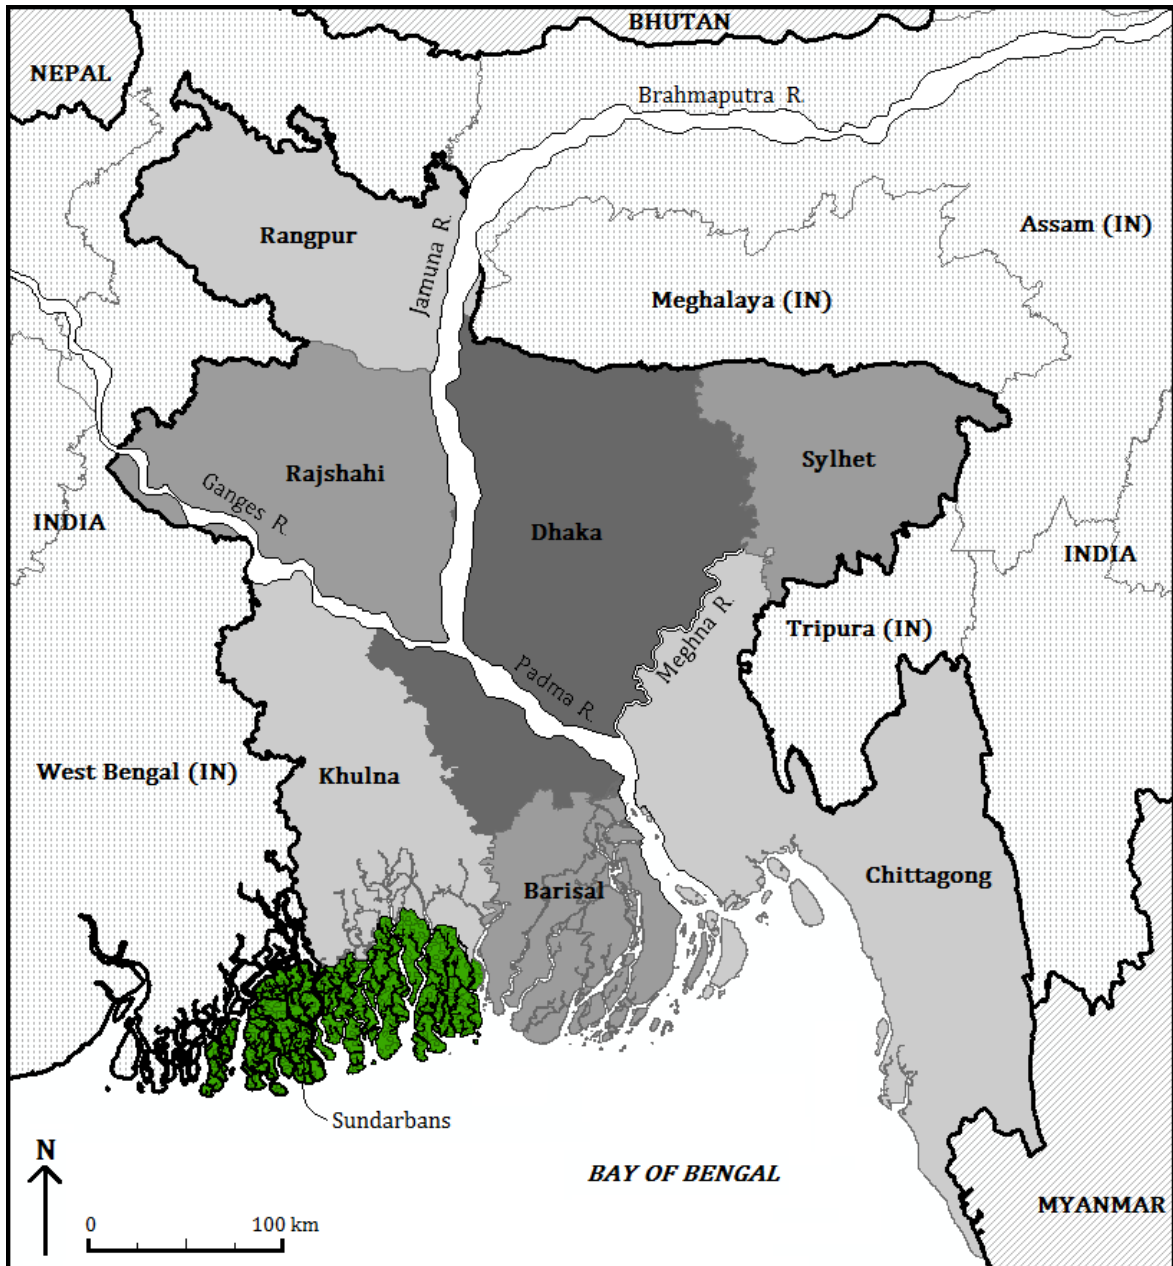 BHUTAN
NEPAL
Brahmaputra R.
Rangpur
Jamuna R.
Assam (IN)
Meghalaya (IN)
Rajshahi
Sylhet
Ganges R.
INDIA
Dhaka
INDIA
Meghna R.
Tripura (IN)
Padma R.
West Bengal (IN)
Khulna
Barisal
Chittagong
Sundarbans
N
BAY OF BENGAL
MYANMAR
0 100 km